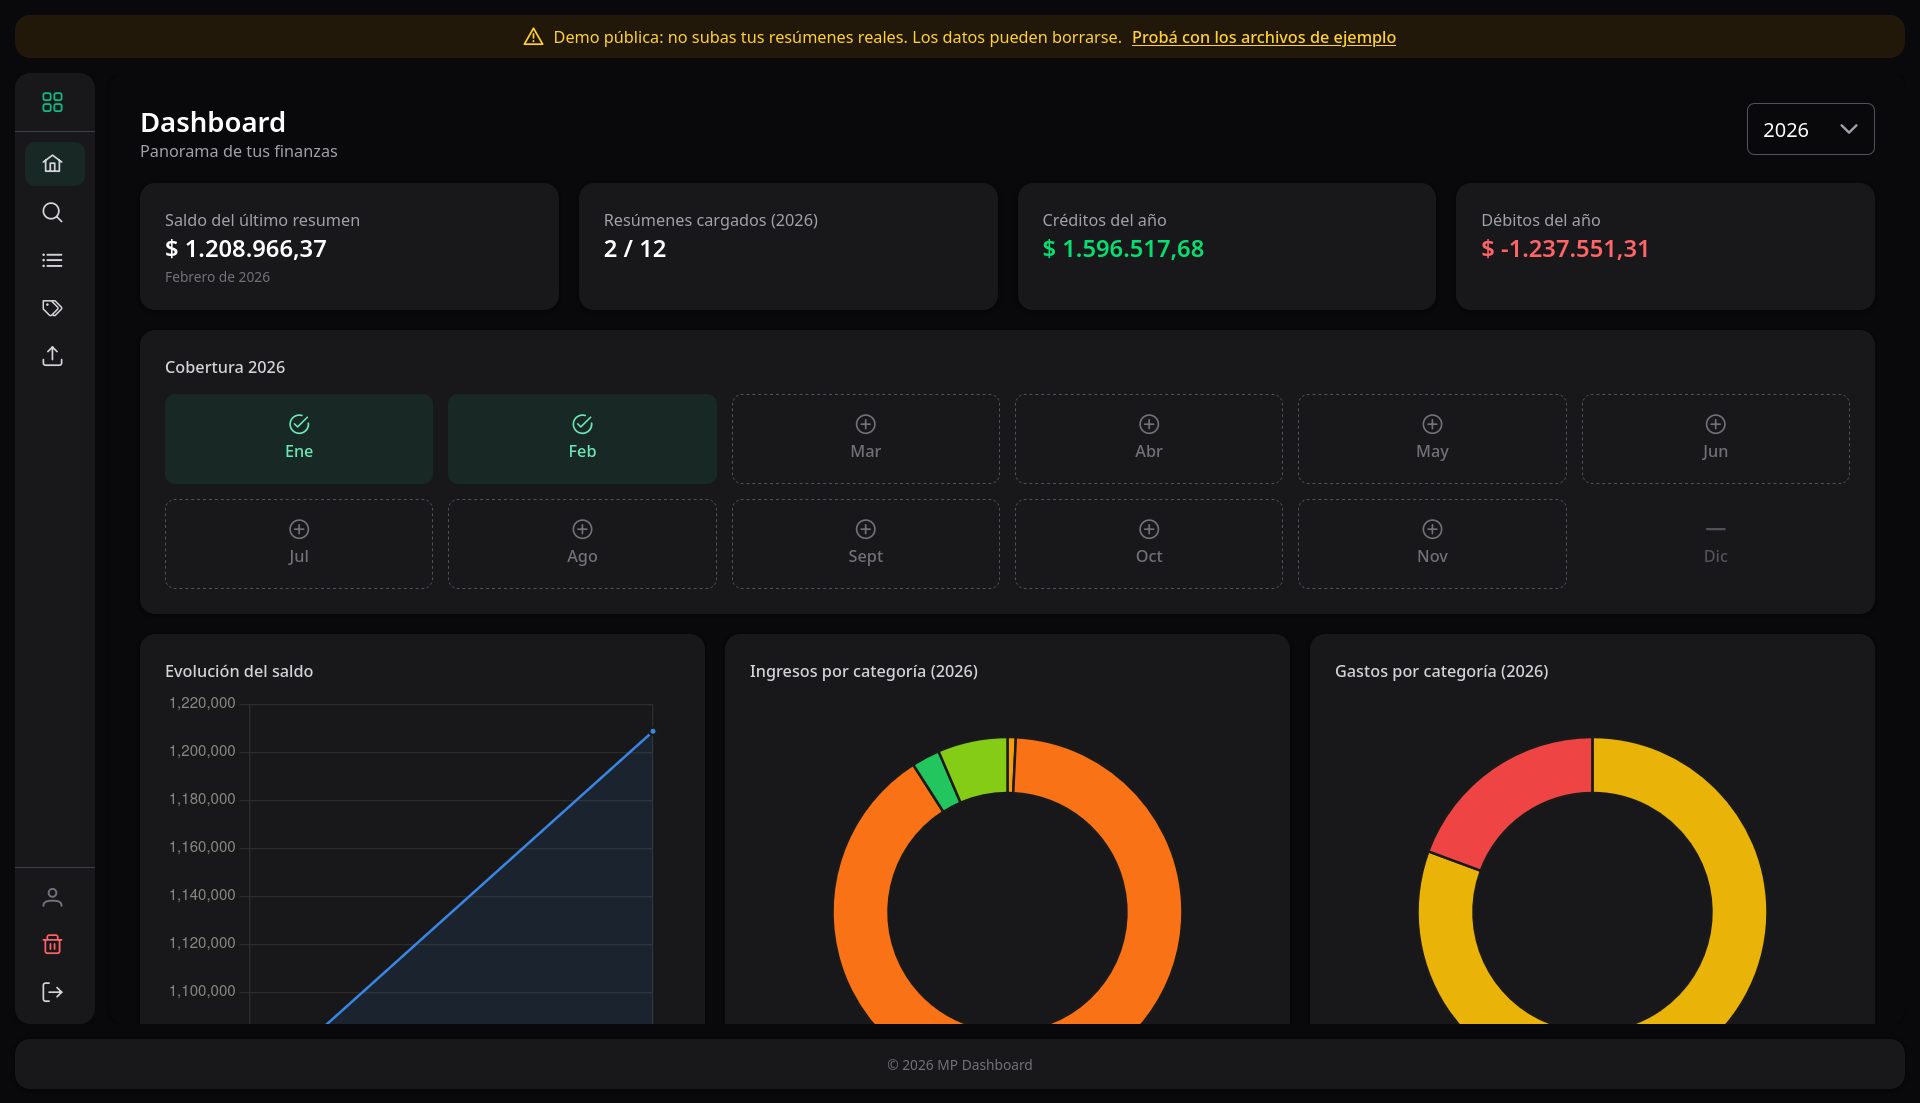 Demo pública: no subas tus resúmenes reales. Los datos pueden borrarse. Probá con los archivos de ejemplo
Dashboard
Panorama de tus finanzas
2026
Saldo del último resumen
$ 1.208.966,37
Febrero de 2026
Resúmenes cargados (2026)
2 / 12
Créditos del año
$ 1.596.517,68
Débitos del año
$ -1.237.551,31
Cobertura 2026
Ene
Feb
Mar
Abr
May
Jun
Jul
Ago
Sept
Oct
Nov
Dic
Evolución del saldo
1,220,000
1,200,000
1,180,000
1,160,000
1,140,000
1,120,000
1,100,000
Ingresos por categoría (2026)
Gastos por categoría (2026)
© 2026 MP Dashboard